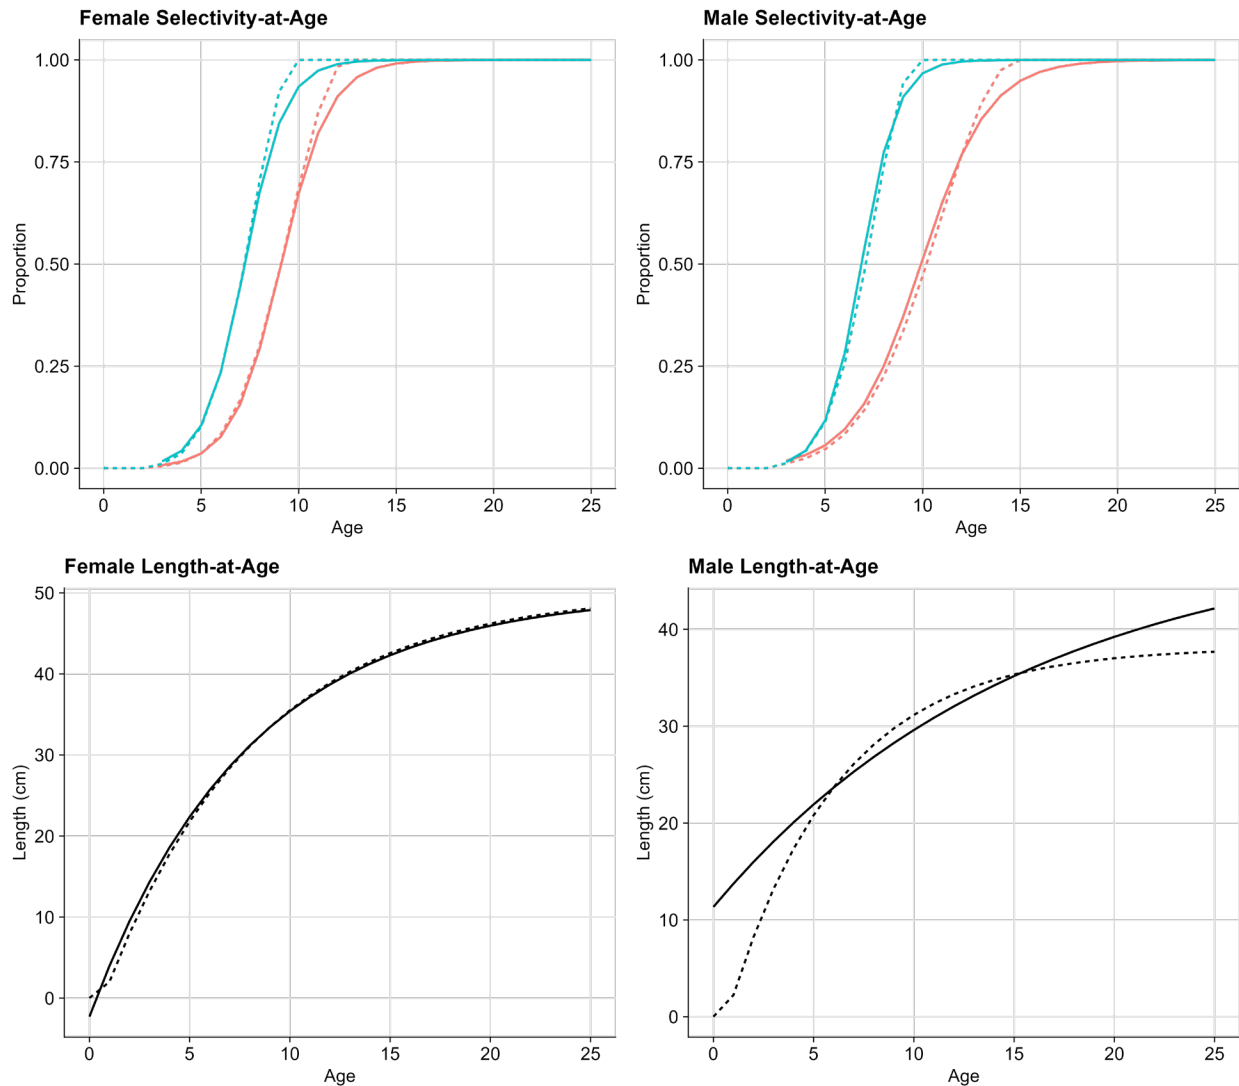 Female Selectivity-at-Age
Male Selectivity-at-Age
1.00
0.75
0.50
0.25
0.00
Proportion
0 5 10 15 20 25
Age
1.00
0.75
0.50
0.25
0.00
Proportion
0 5 10 15 20 25
Age
Female Length-at-Age
Male Length-at-Age
50
40
30
20
10
0
Length (cm)
0 5 10 15 20 25
Age
40
30
20
10
0
Length (cm)
0 5 10 15 20 25
Age